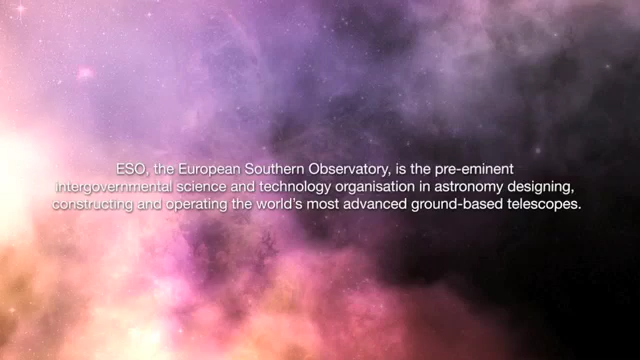 ESO, the European Southern Observatory, is the pre-eminent
intergovernmental science and technology organisation in astronomy designing,
constructing and operating the world's most advanced ground-based telescopes.